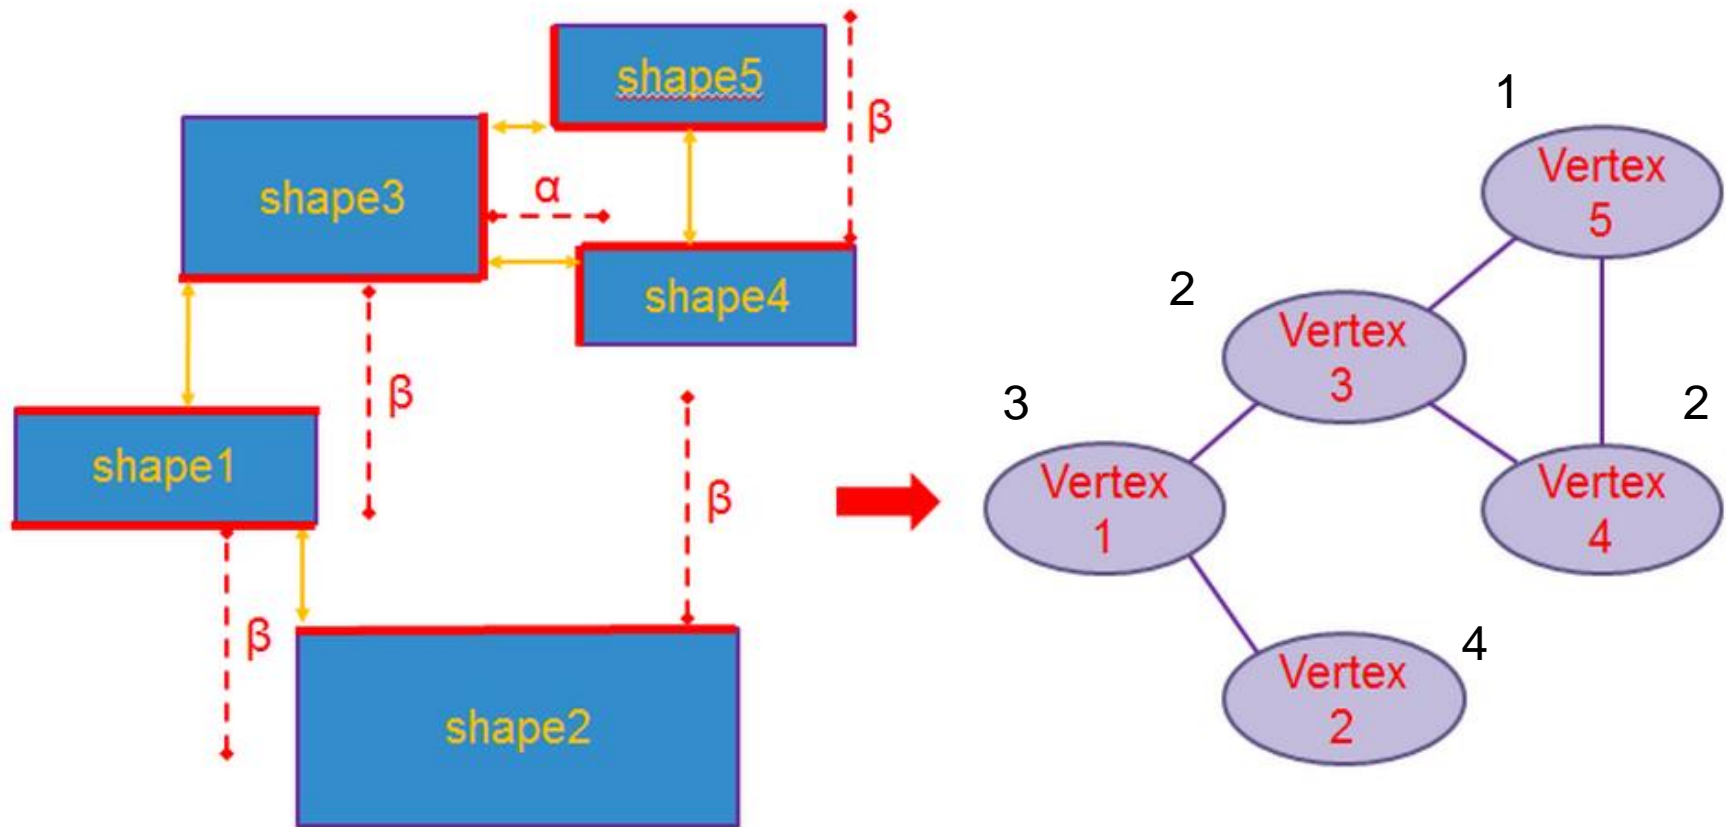 shape5
β
shape3
α
shape4
β
shape1
β
β
shape2
1
Vertex
5
2
Vertex
3
3
2
Vertex
1
Vertex
4
4
Vertex
2